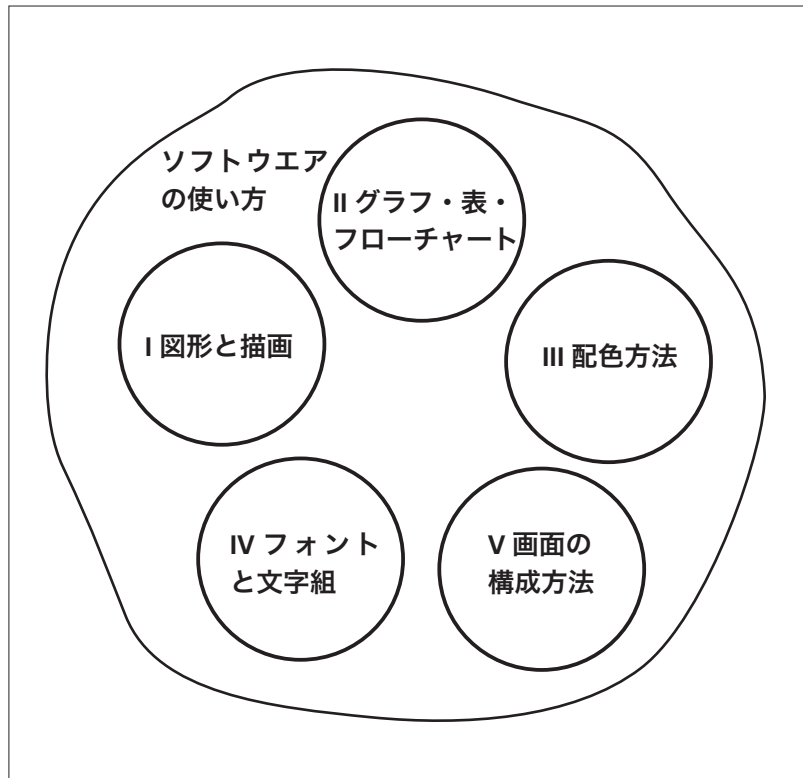 ソフトウエア
の使い方
II グラフ・表・
フローチャート
I 図形と描画
III 配色方法
IV フォント
と文字組
V 画面の
構成方法